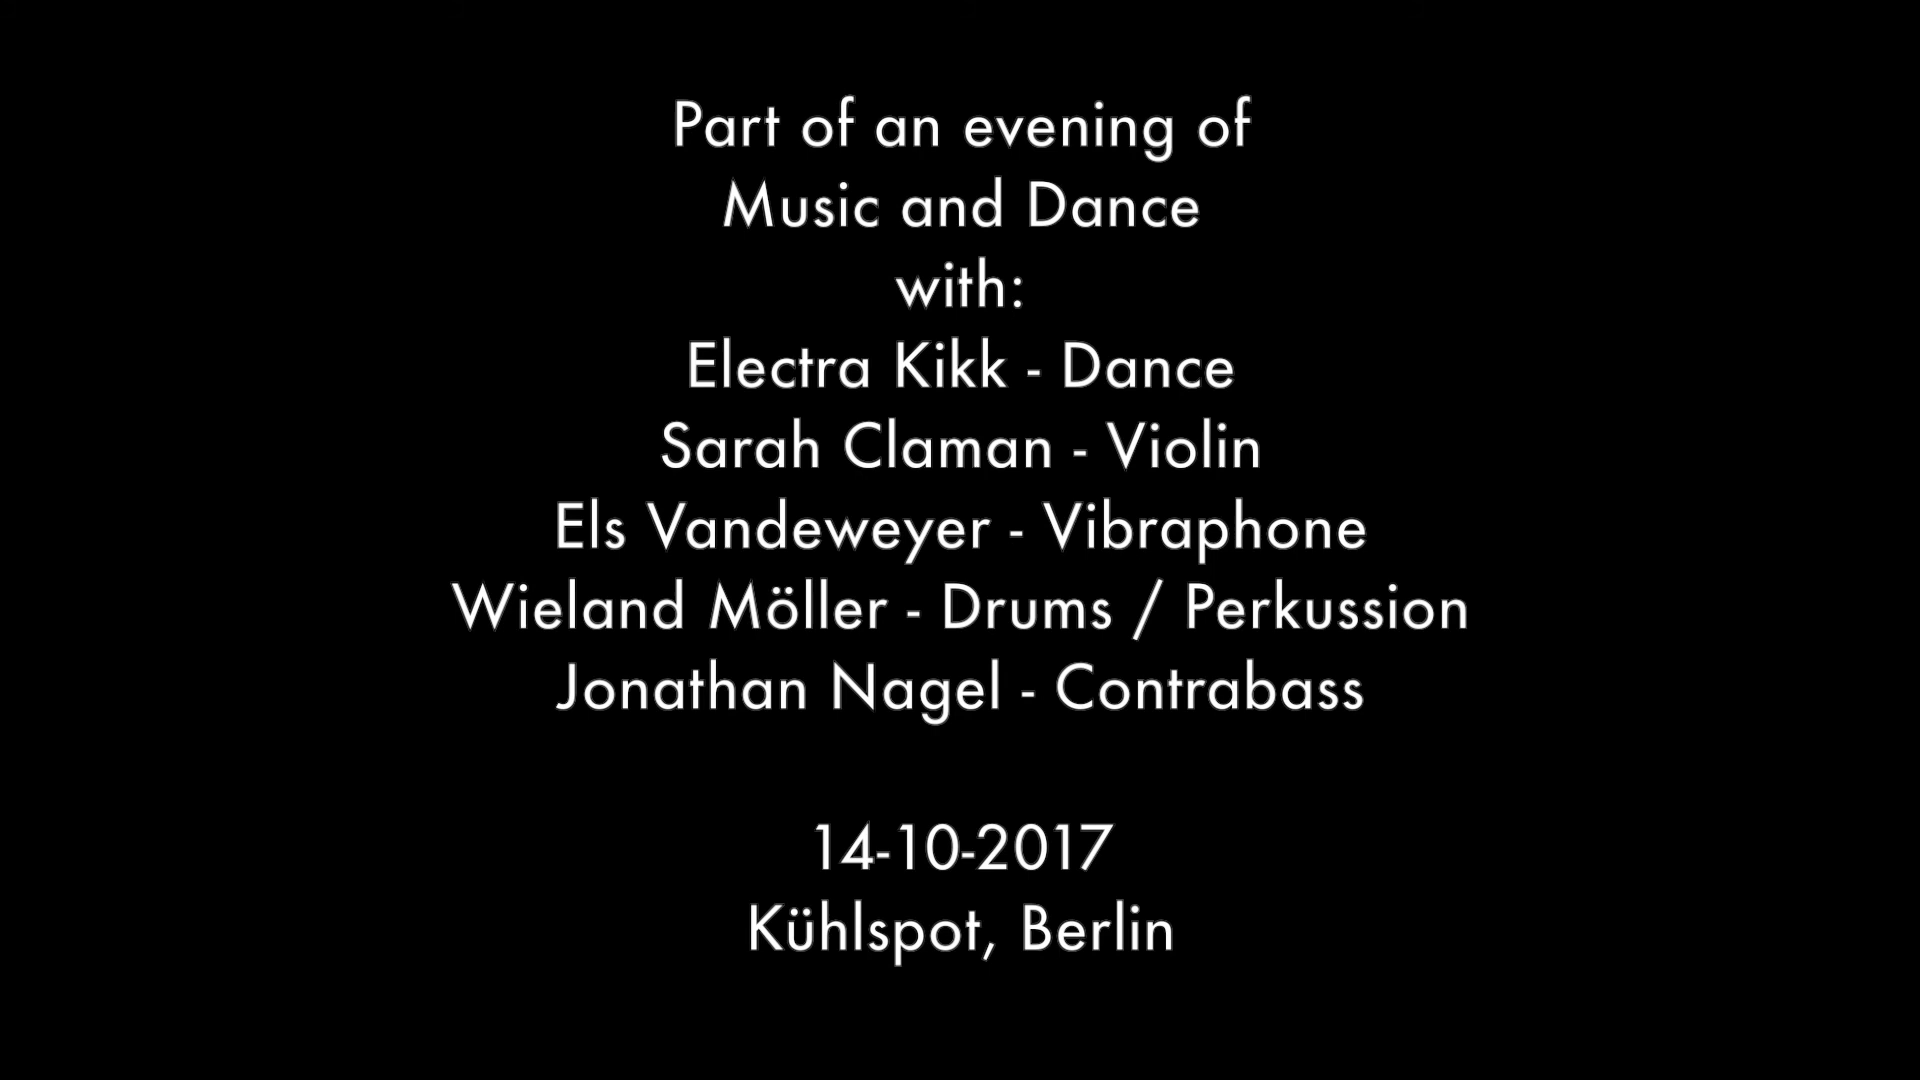 Part of an evening of
Music and Dance
with:
Electra Kikk - Dance
Sarah Claman - Violin
Els Vandeweyer - Vibraphone
Wieland Möller - Drums / Perkussion
Jonathan Nagel - Contrabass
14-10-2017
Kühlspot, Berlin